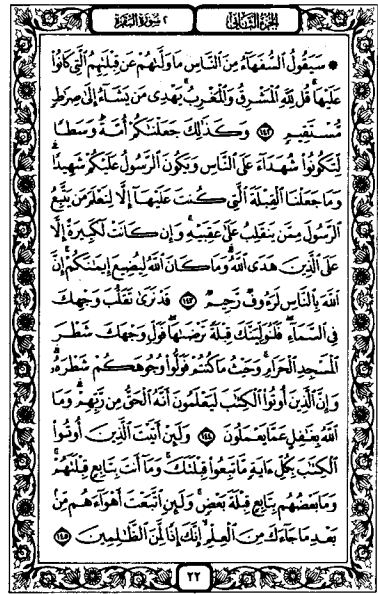 الجزء الثاني
٢ سورة البقرة
۞ سَيَقُولُ ٱلسُّفَهَآءُ مِنَ ٱلنَّاسِ مَا وَلَّىٰهُمْ عَن قِبْلَتِهِمُ ٱلَّتِى كَانُوا۟
عَلَيْهَا ۚ قُل لِّلَّهِ ٱلْمَشْرِقُ وَٱلْمَغْرِبُ ۚ يَهْدِى مَن يَشَآءُ إِلَىٰ صِرَٰطٍ
مُّسْتَقِيمٍ ١٤٢ وَكَذَٰلِكَ جَعَلْنَٰكُمْ أُمَّةً وَسَطًا
لِّتَكُونُوا۟ شُهَدَآءَ عَلَى ٱلنَّاسِ وَيَكُونَ ٱلرَّسُولُ عَلَيْكُمْ شَهِيدًا ۗ
وَمَا جَعَلْنَا ٱلْقِبْلَةَ ٱلَّتِى كُنتَ عَلَيْهَآ إِلَّا لِنَعْلَمَ مَن يَتَّبِعُ
ٱلرَّسُولَ مِمَّن يَنقَلِبُ عَلَىٰ عَقِبَيْهِ ۚ وَإِن كَانَتْ لَكَبِيرَةً إِلَّا
عَلَى ٱلَّذِينَ هَدَى ٱللَّهُ ۗ وَمَا كَانَ ٱللَّهُ لِيُضِيعَ إِيمَٰنَكُمْ ۚ إِنَّ
ٱللَّهَ بِٱلنَّاسِ لَرَءُوفٌ رَّحِيمٌ ١٤٣ قَدْ نَرَىٰ تَقَلُّبَ وَجْهِكَ
فِى ٱلسَّمَآءِ ۖ فَلَنُوَلِّيَنَّكَ قِبْلَةً تَرْضَىٰهَا ۚ فَوَلِّ وَجْهَكَ شَطْرَ
ٱلْمَسْجِدِ ٱلْحَرَامِ ۚ وَحَيْثُ مَا كُنتُمْ فَوَلُّوا۟ وُجُوهَكُمْ شَطْرَهُۥ ۗ
وَإِنَّ ٱلَّذِينَ أُوتُوا۟ ٱلْكِتَٰبَ لَيَعْلَمُونَ أَنَّهُ ٱلْحَقُّ مِن رَّبِّهِمْ ۗ وَمَا
ٱللَّهُ بِغَٰفِلٍ عَمَّا يَعْمَلُونَ ١٤٤ وَلَئِنْ أَتَيْتَ ٱلَّذِينَ أُوتُوا۟
ٱلْكِتَٰبَ بِكُلِّ ءَايَةٍ مَّا تَبِعُوا۟ قِبْلَتَكَ ۚ وَمَآ أَنتَ بِتَابِعٍ قِبْلَتَهُمْ ۚ
وَمَا بَعْضُهُم بِتَابِعٍ قِبْلَةَ بَعْضٍ ۚ وَلَئِنِ ٱتَّبَعْتَ أَهْوَآءَهُم مِّنۢ
بَعْدِ مَا جَآءَكَ مِنَ ٱلْعِلْمِ ۙ إِنَّكَ إِذًا لَّمِنَ ٱلظَّٰلِمِينَ ١٤٥
٢٢